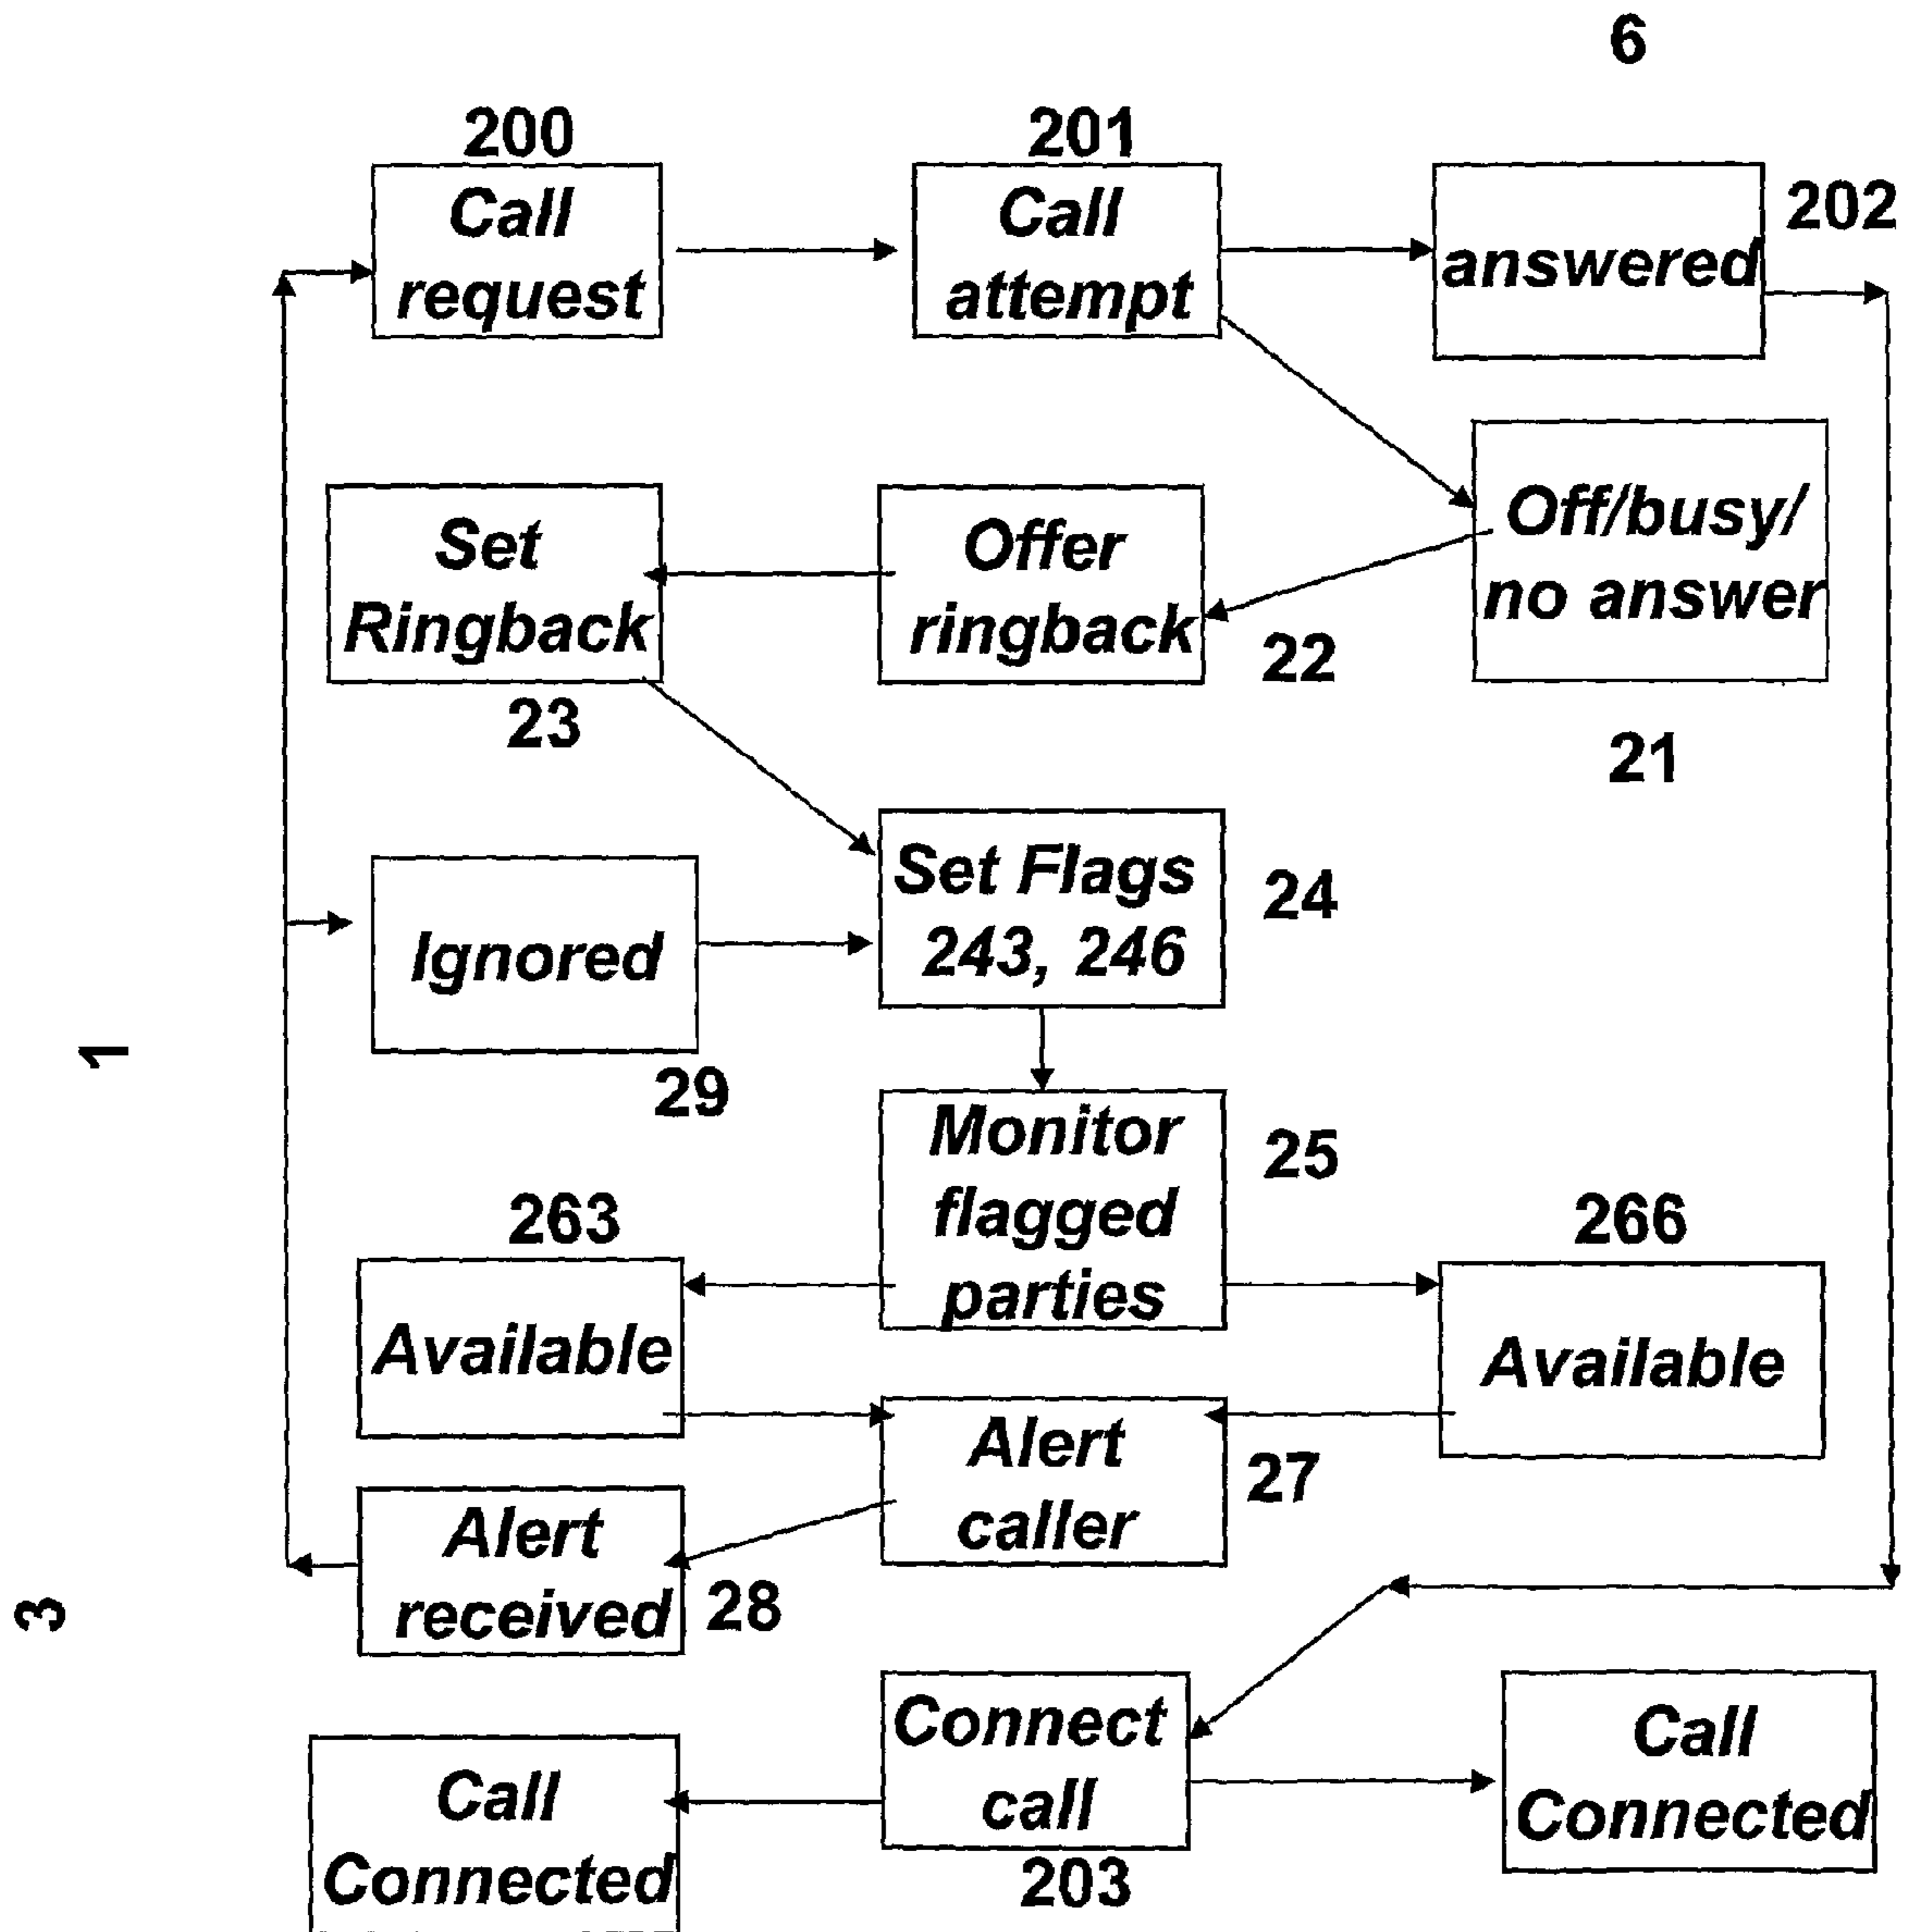 6
200
201
Call
request
Call
attempt
answered
202
Set
Ringback
23
Offer
ringback
22
Off/busy/
no answer
21
Ignored
29
Set Flags
243, 246
24
1
Monitor
flagged
parties
25
263
Available
266
Available
Alert
caller
27
Alert
received
28
3
Connect
call
203
Call
Connected
Call
Connected